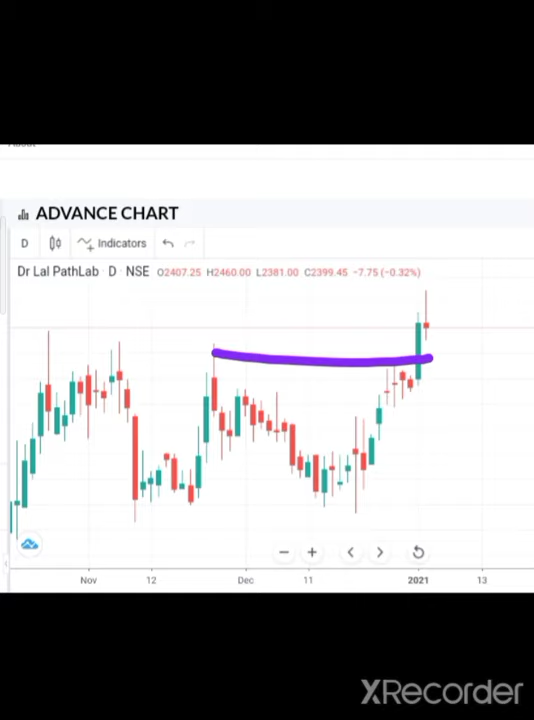 ADVANCE CHART
D Indicators
Dr Lal PathLab · D · NSE O2407.25 H2460.00 L2381.00 C2399.45 −7.75 (−0.32%)
Nov 12 Dec 11 2021 13
XRecorder